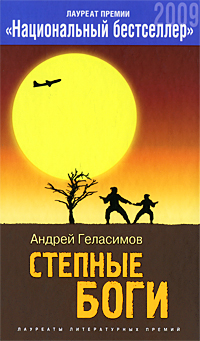 ЛАУРЕАТ ПРЕМИИ
2009
«Национальный бестселлер»
Андрей Геласимов
СТЕПНЫЕ
БОГИ
ЛАУРЕАТЫ ЛИТЕРАТУРНЫХ ПРЕМИЙ